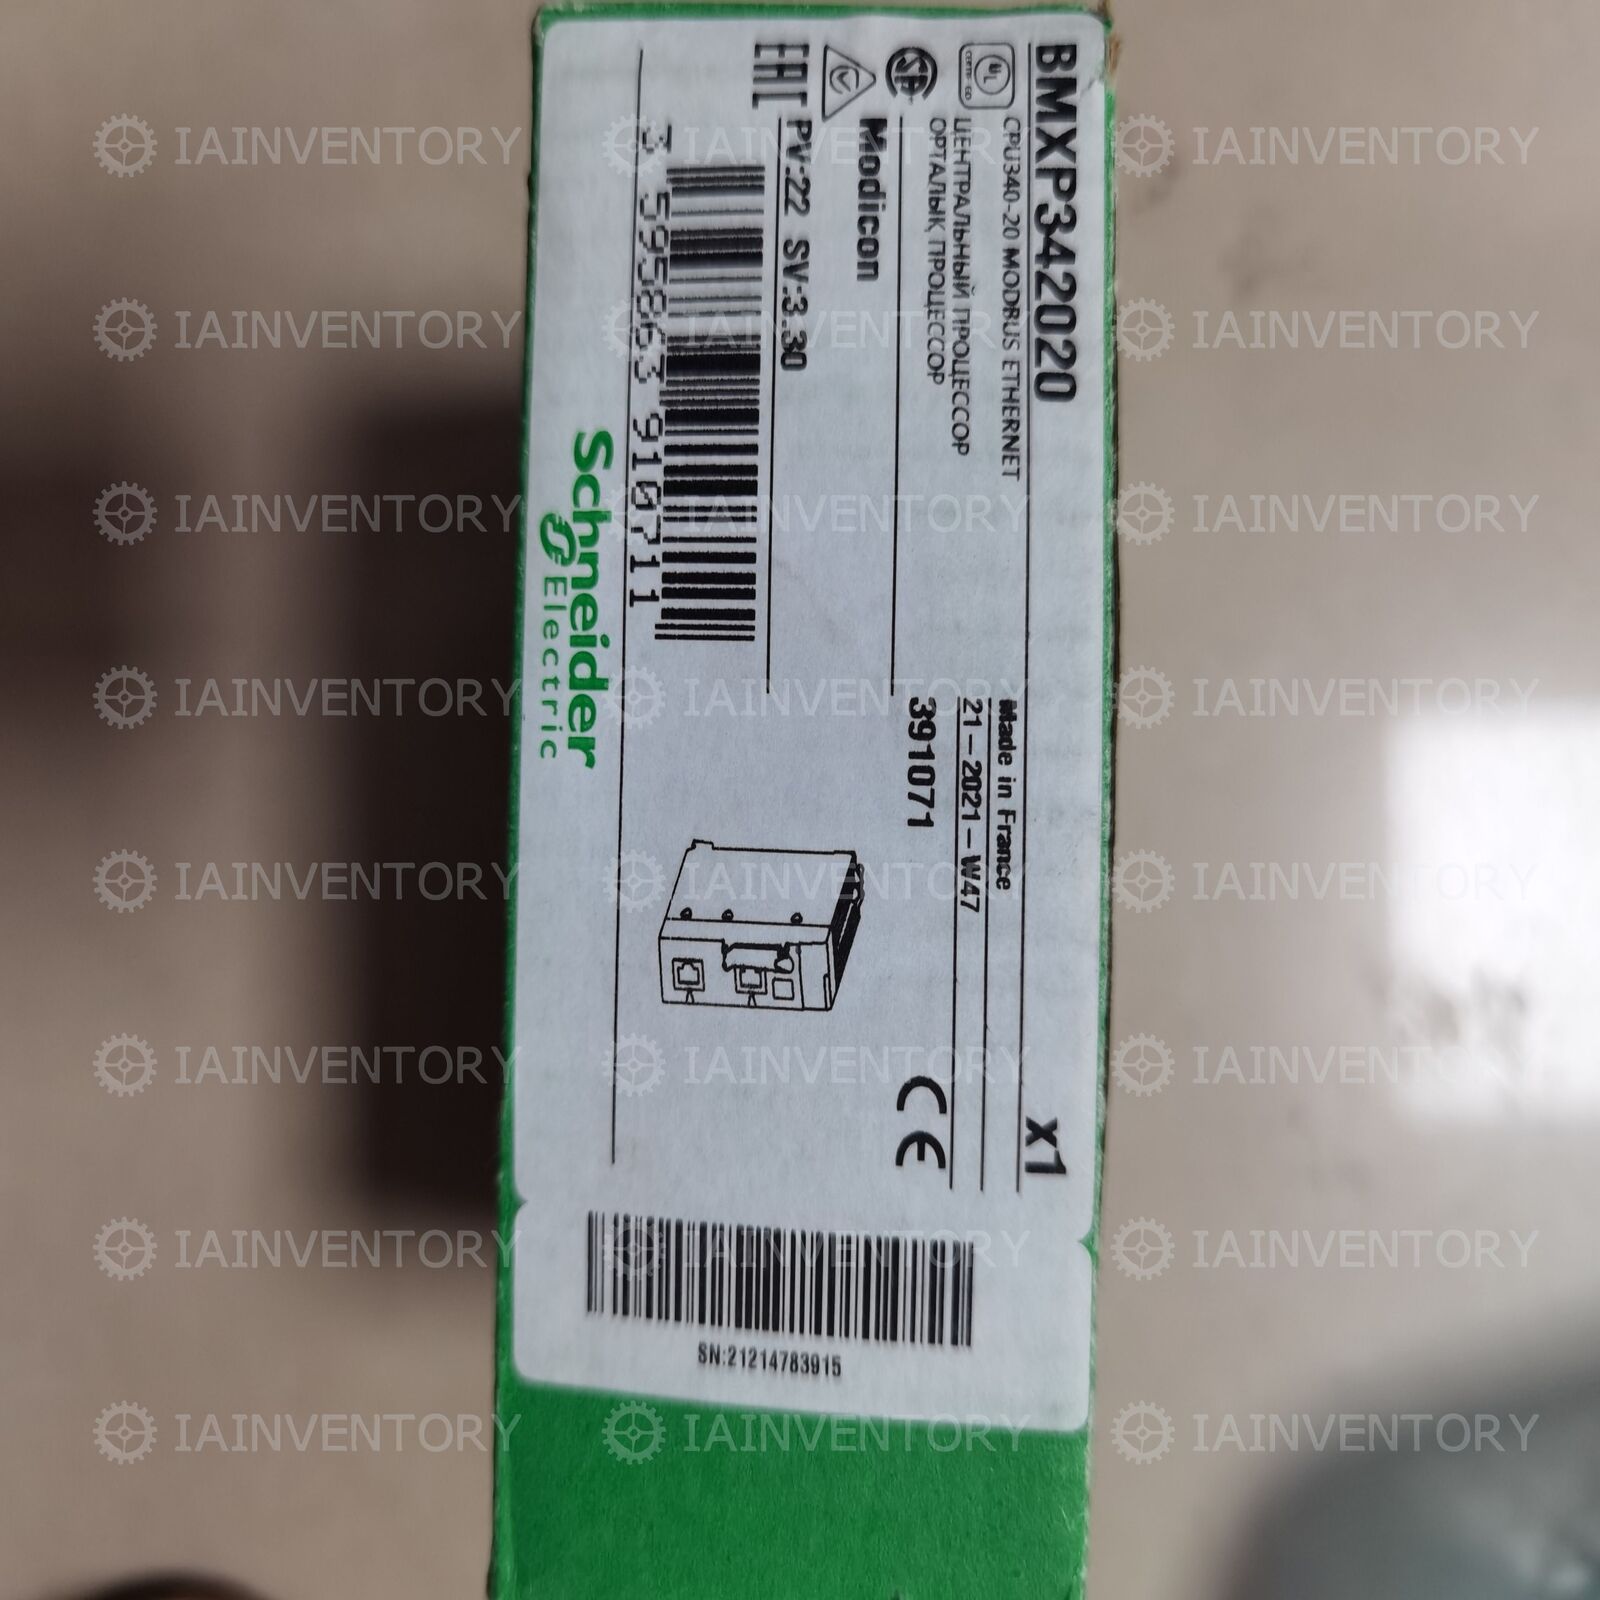 BMXP342020
x1
CPU340-20 MODBUS ETHERNET
ЦЕНТРАЛЬНЫЙ ПРОЦЕССОР
ОРТАЛЫҚ ПРОЦЕССОР
Made in France
21-2021-W47
391071
Modicon
PV:22 SV:3.30
3 595863 910711
Schneider
Electric
UL
EAC
CE
SN:21214783915
IAINVENTORY